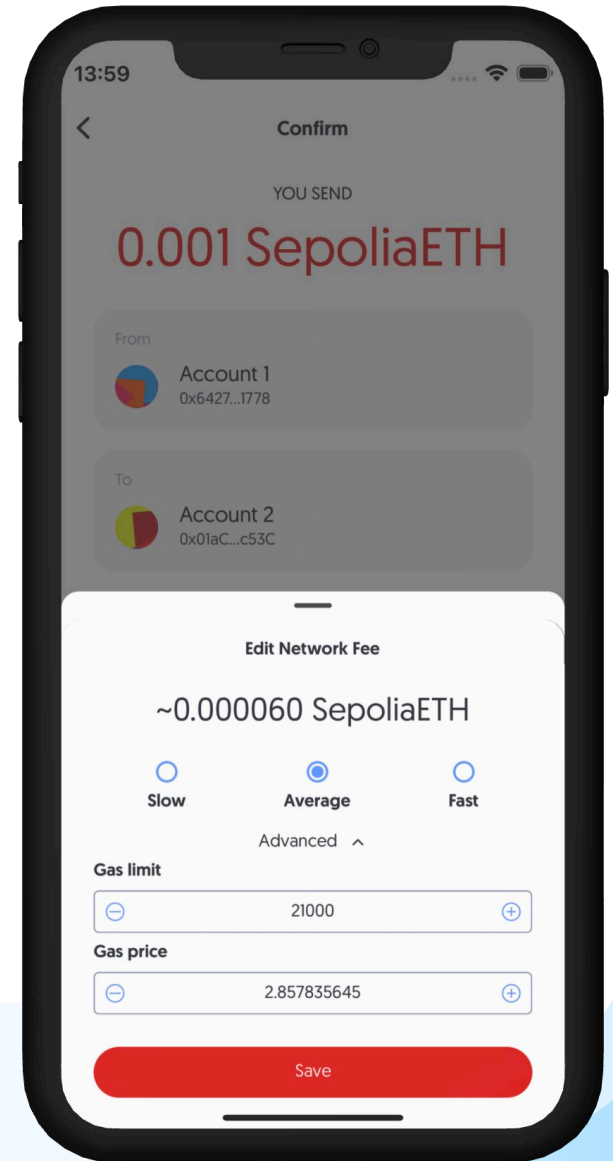 13:59
Confirm
YOU SEND
0.001 SepoliaETH
From
Account 1
0x6427...1778
To
Account 2
0x01aC...c53C
Edit Network Fee
~0.000060 SepoliaETH
Slow Average Fast
Advanced
Gas limit
21000
Gas price
2.857835645
Save